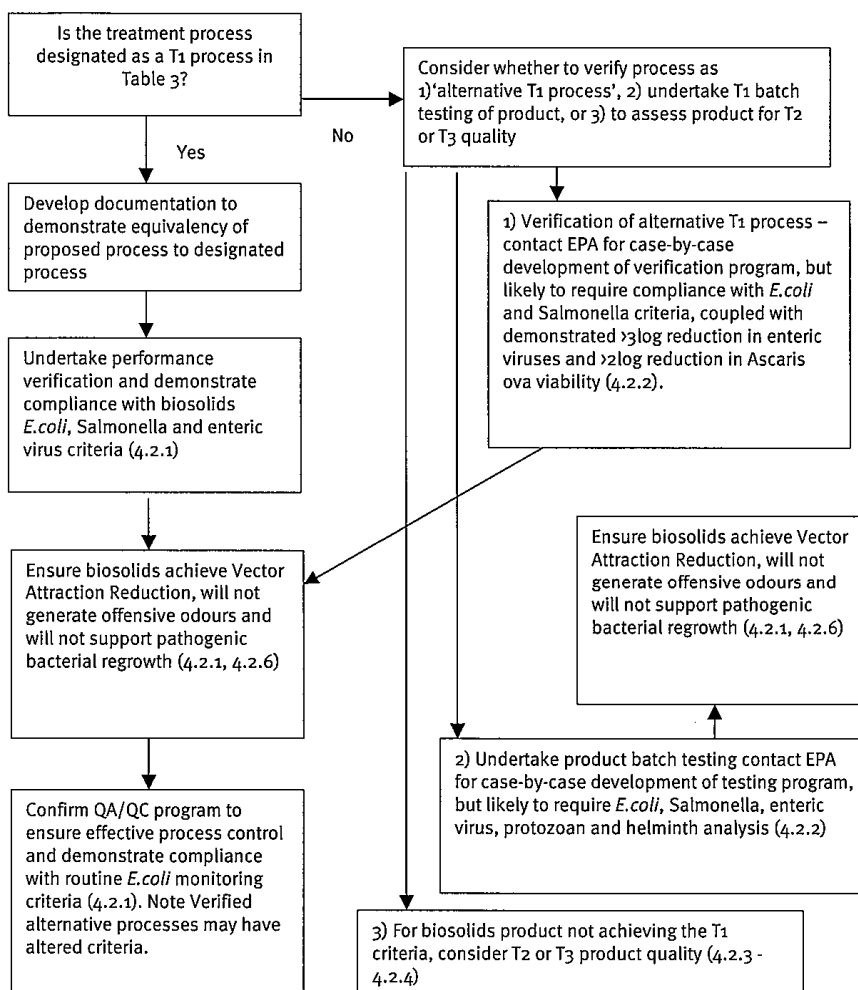 Is the treatment process
designated as a T1 process in
Table 3?
Consider whether to verify process as
1)‘alternative T1 process’, 2) undertake T1 batch
testing of product, or 3) to assess product for T2
or T3 quality
No
Yes
Develop documentation to
demonstrate equivalency of
proposed process to designated
process
1) Verification of alternative T1 process –
contact EPA for case-by-case
development of verification program, but
likely to require compliance with E.coli
and Salmonella criteria, coupled with
demonstrated >3log reduction in enteric
viruses and >2log reduction in Ascaris
ova viability (4.2.2).
Undertake performance
verification and demonstrate
compliance with biosolids
E.coli, Salmonella and enteric
virus criteria (4.2.1)
Ensure biosolids achieve Vector
Attraction Reduction, will not
generate offensive odours and
will not support pathogenic
bacterial regrowth (4.2.1, 4.2.6)
Ensure biosolids achieve Vector
Attraction Reduction, will not
generate offensive odours and
will not support pathogenic
bacterial regrowth (4.2.1, 4.2.6)
2) Undertake product batch testing contact EPA
for case-by-case development of testing program,
but likely to require E.coli, Salmonella, enteric
virus, protozoan and helminth analysis (4.2.2)
Confirm QA/QC program to
ensure effective process control
and demonstrate compliance
with routine E.coli monitoring
criteria (4.2.1). Note Verified
alternative processes may have
altered criteria.
3) For biosolids product not achieving the T1
criteria, consider T2 or T3 product quality (4.2.3 -
4.2.4)